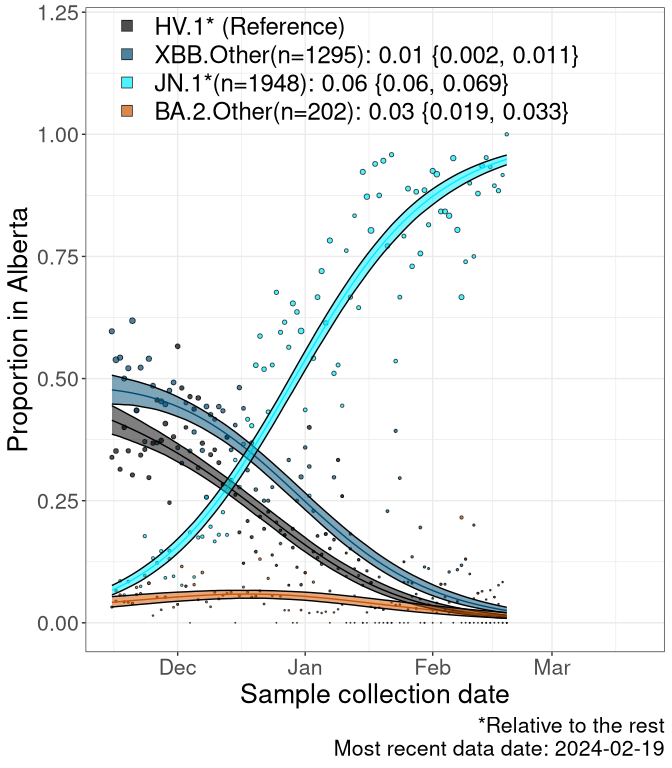 1.25
HV.1* (Reference)
XBB.Other(n=1295): 0.01 {0.002, 0.011}
JN.1*(n=1948): 0.06 {0.06, 0.069}
BA.2.Other(n=202): 0.03 {0.019, 0.033}
1.00
0.75
Proportion in Alberta
0.50
0.25
0.00
Dec Jan Feb Mar
Sample collection date
*Relative to the rest
Most recent data date: 2024-02-19